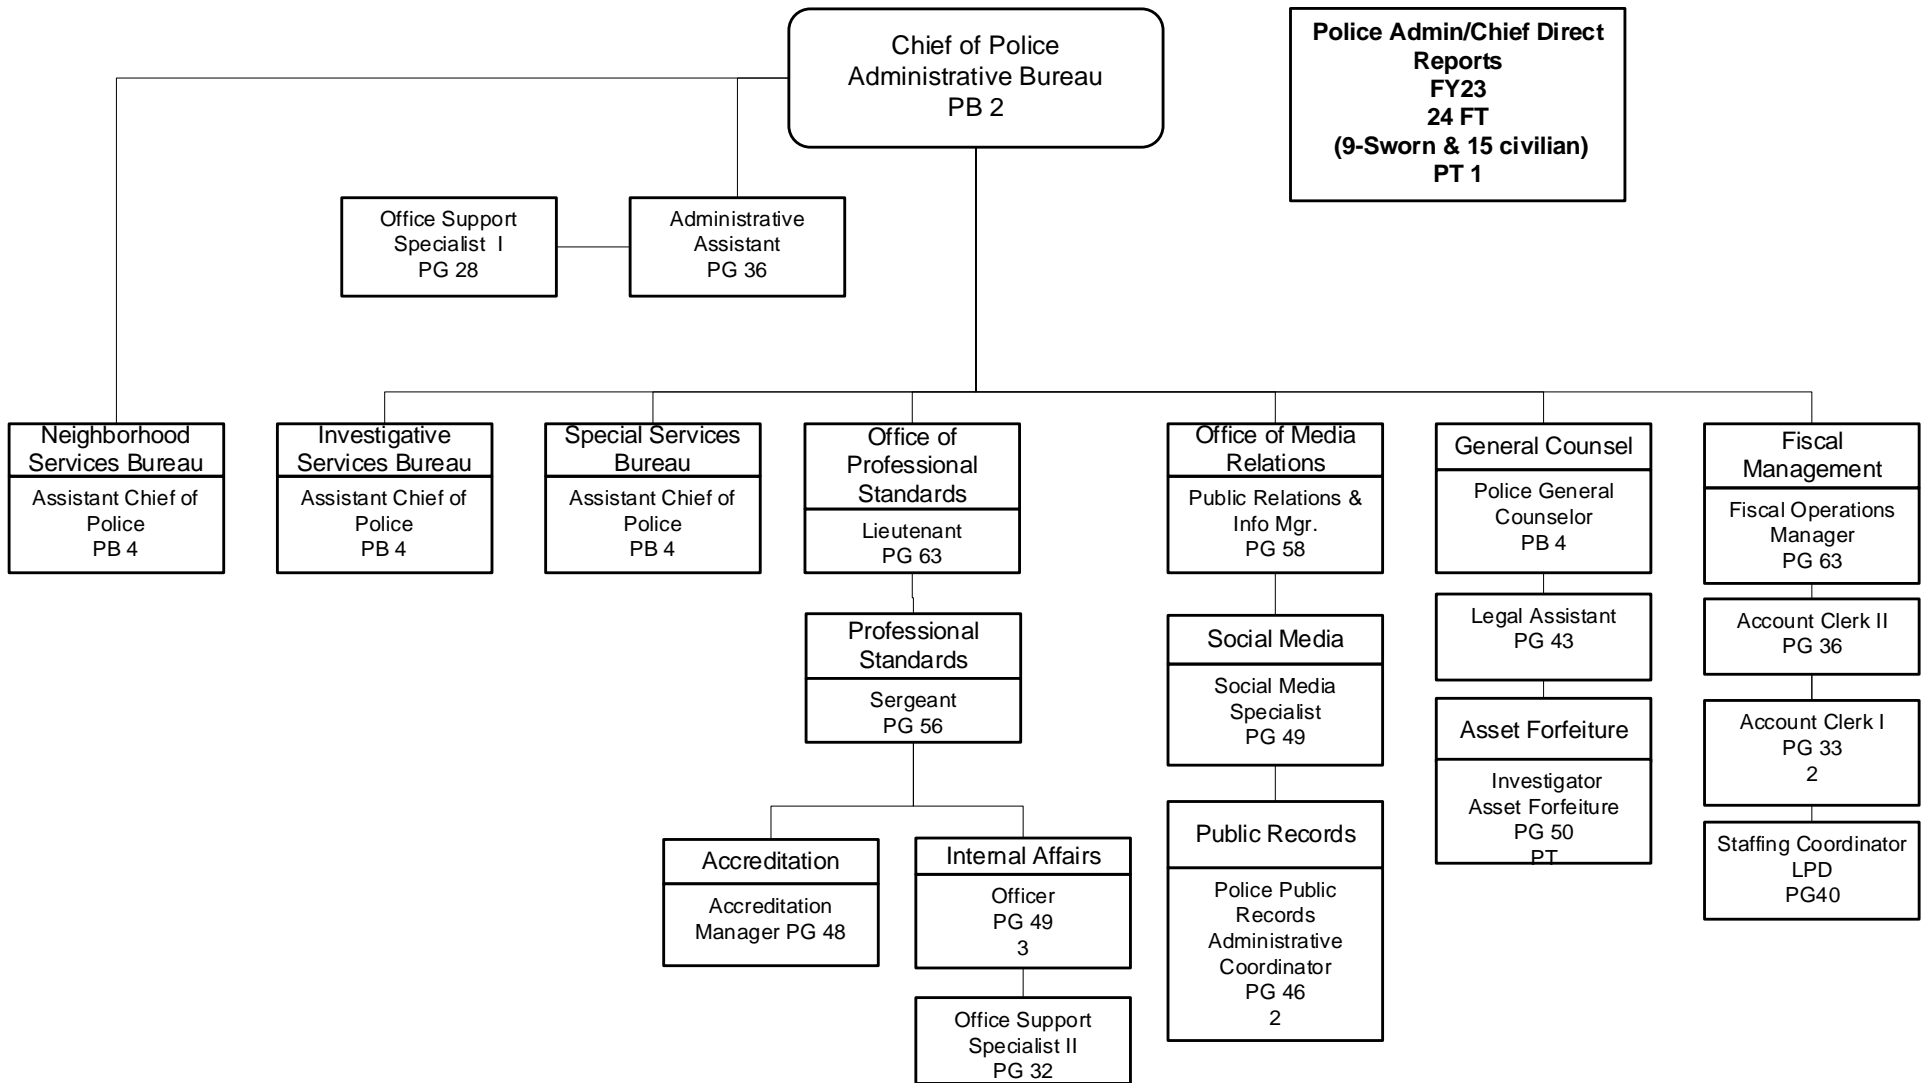 Chief of Police
Administrative Bureau
PB 2
Police Admin/Chief Direct
Reports
FY23
24 FT
(9-Sworn & 15 civilian)
PT 1
Office Support
Specialist I
PG 28
Administrative
Assistant
PG 36
Neighborhood
Services Bureau
Assistant Chief of
Police
PB 4
Investigative
Services Bureau
Assistant Chief of
Police
PB 4
Special Services
Bureau
Assistant Chief of
Police
PB 4
Office of
Professional
Standards
Lieutenant
PG 63
Professional
Standards
Sergeant
PG 56
Accreditation
Accreditation
Manager PG 48
Internal Affairs
Officer
PG 49
3
Office Support
Specialist II
PG 32
Office of Media
Relations
Public Relations &
Info Mgr.
PG 58
Social Media
Social Media
Specialist
PG 49
Public Records
Police Public
Records
Administrative
Coordinator
PG 46
2
General Counsel
Police General
Counselor
PB 4
Legal Assistant
PG 43
Asset Forfeiture
Investigator
Asset Forfeiture
PG 50
PT
Fiscal
Management
Fiscal Operations
Manager
PG 63
Account Clerk II
PG 36
Account Clerk I
PG 33
2
Staffing Coordinator
LPD
PG40